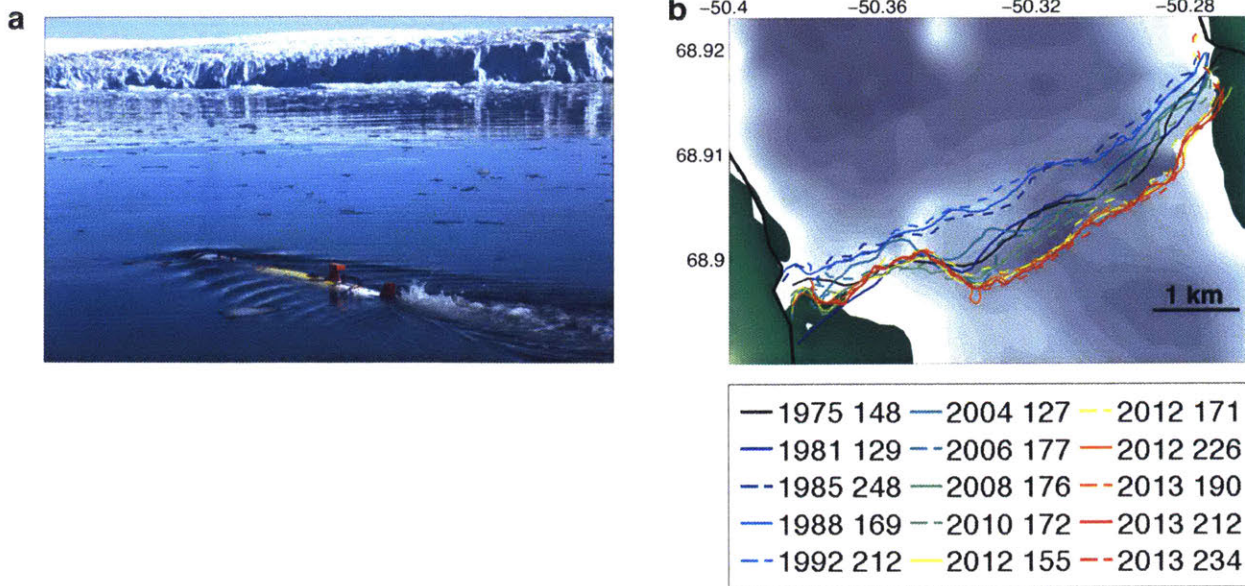 a
b
−50.4 −50.36 −50.32 −50.28
68.92
68.91
68.9
1 km
1975 148 2004 127 2012 171
1981 129 2006 177 2012 226
1985 248 2008 176 2013 190
1988 169 2010 172 2013 212
1992 212 2012 155 2013 234